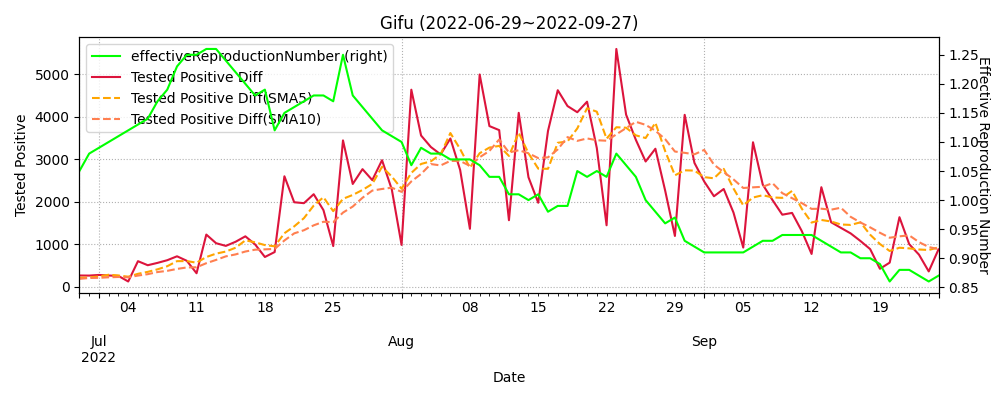 Gifu (2022-06-29~2022-09-27)
effectiveReproductionNumber (right)
Tested Positive Diff
Tested Positive Diff(SMA5)
Tested Positive Diff(SMA10)
Tested Positive
5000
4000
3000
2000
1000
0
1.25
1.20
1.15
1.10
1.05
1.00
0.95
0.90
0.85
Effective Reproduction Number
04 11 18 25 08 15 22 29 05 12 19
Jul Aug Sep
2022
Date